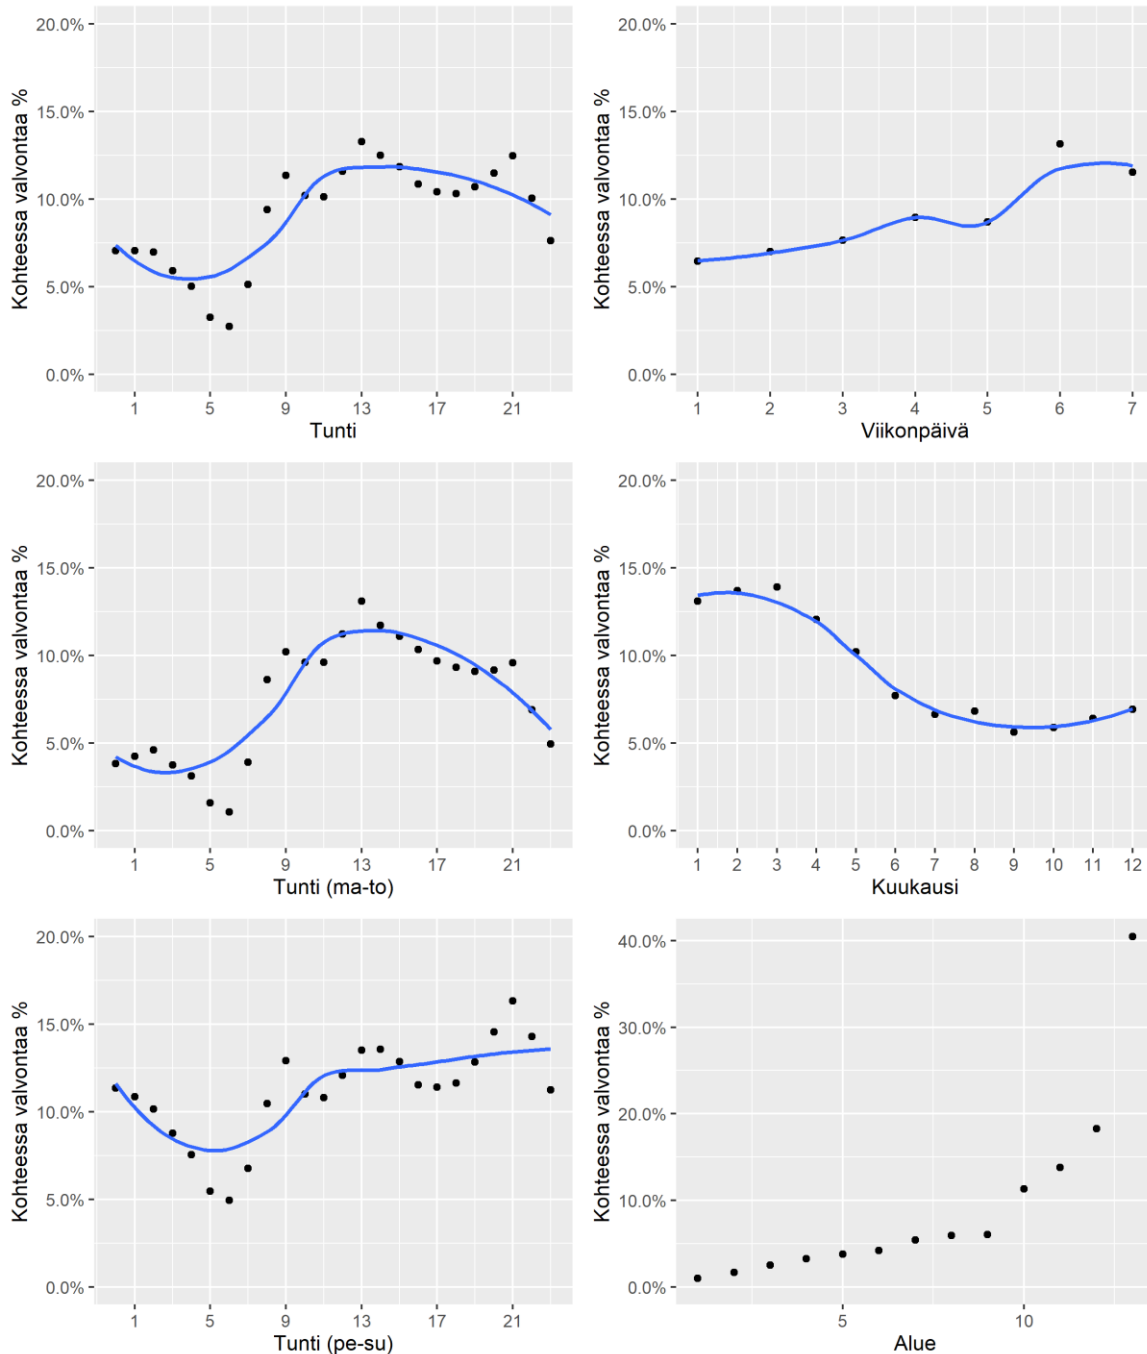 20.0%
15.0%
10.0%
5.0%
0.0%
Kohteessa valvontaa %
1 5 9 13 17 21
Tunti
20.0%
15.0%
10.0%
5.0%
0.0%
Kohteessa valvontaa %
1 2 3 4 5 6 7
Viikonpäivä
20.0%
15.0%
10.0%
5.0%
0.0%
Kohteessa valvontaa %
1 5 9 13 17 21
Tunti (ma-to)
20.0%
15.0%
10.0%
5.0%
0.0%
Kohteessa valvontaa %
1 2 3 4 5 6 7 8 9 10 11 12
Kuukausi
20.0%
15.0%
10.0%
5.0%
0.0%
Kohteessa valvontaa %
1 5 9 13 17 21
Tunti (pe-su)
40.0%
30.0%
20.0%
10.0%
0.0%
Kohteessa valvontaa %
5 10
Alue